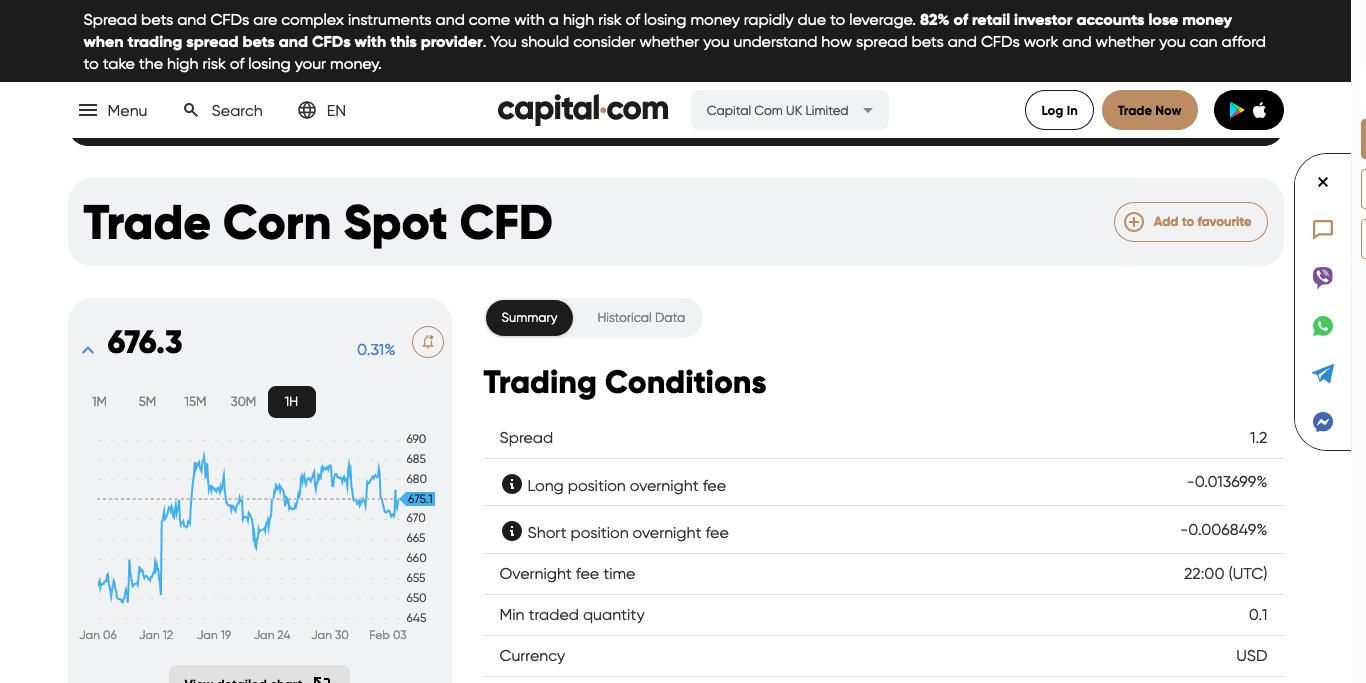 Spread bets and CFDs are complex instruments and come with a high risk of losing money rapidly due to leverage. 82% of retail investor accounts lose money
when trading spread bets and CFDs with this provider. You should consider whether you understand how spread bets and CFDs work and whether you can afford
to take the high risk of losing your money.
Menu Search EN capital.com Capital Com UK Limited Log In Trade Now
Trade Corn Spot CFD Add to favourite
676.3 0.31%
1M 5M 15M 30M 1H
690
685
680
675.1
670
665
660
655
650
645
Jan 06 Jan 12 Jan 19 Jan 24 Jan 30 Feb 03
View detailed chart
Summary Historical Data
Trading Conditions
Spread 1.2
Long position overnight fee -0.013699%
Short position overnight fee -0.006849%
Overnight fee time 22:00 (UTC)
Min traded quantity 0.1
Currency USD